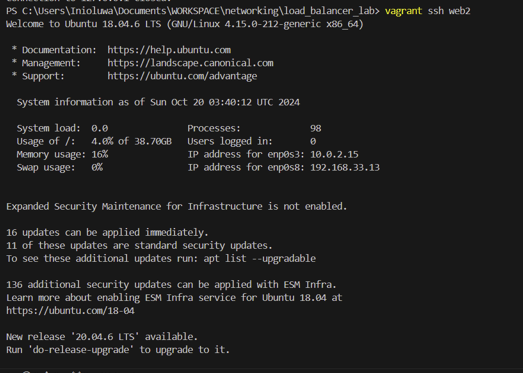 PS C:\Users\Inioluwa\Documents\WORKSPACE\networking\load_balancer_lab> vagrant ssh web2
Welcome to Ubuntu 18.04.6 LTS (GNU/Linux 4.15.0-212-generic x86_64)
* Documentation: https://help.ubuntu.com
* Management: https://landscape.canonical.com
* Support: https://ubuntu.com/advantage
System information as of Sun Oct 20 03:40:12 UTC 2024
System load: 0.0 Processes: 98
Usage of /: 4.0% of 38.70GB Users logged in: 0
Memory usage: 16% IP address for enp0s3: 10.0.2.15
Swap usage: 0% IP address for enp0s8: 192.168.33.13
Expanded Security Maintenance for Infrastructure is not enabled.
16 updates can be applied immediately.
11 of these updates are standard security updates.
To see these additional updates run: apt list --upgradable
136 additional security updates can be applied with ESM Infra.
Learn more about enabling ESM Infra service for Ubuntu 18.04 at
https://ubuntu.com/18-04
New release '20.04.6 LTS' available.
Run 'do-release-upgrade' to upgrade to it.